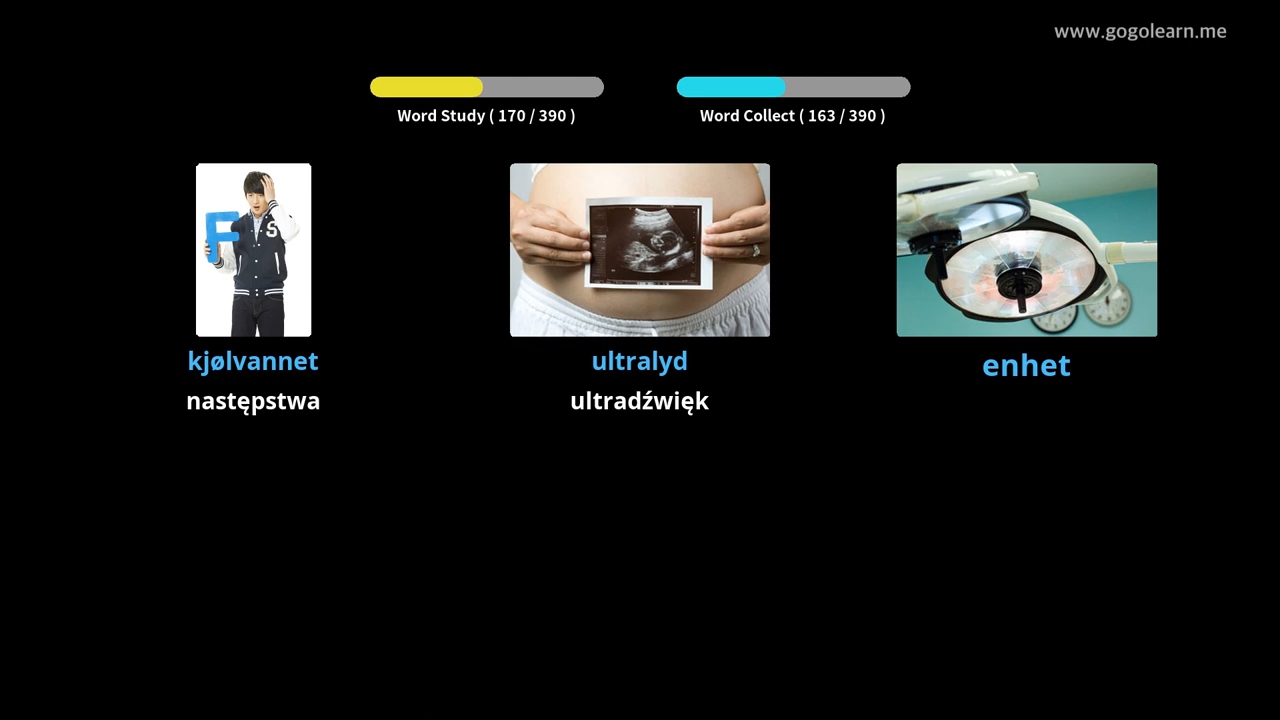 www.gogolearn.me
Word Study ( 170 / 390 )
Word Collect ( 163 / 390 )
F
S
kjølvannet
ultralyd
enhet
następstwa
ultradźwięk